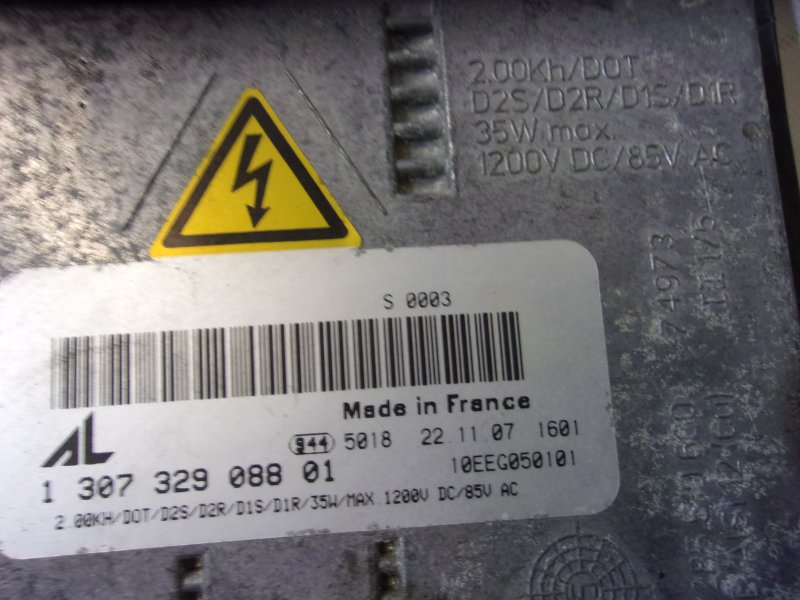 2.00Kh/DOT
D2S/D2R/D1S/D1R
35W max.
1200V DC/85V AC
74973
S 0003
Made in France
944 5018 22 11 07 1601
AL
1 307 329 088 01
10EEG050101
2.00KH/DOT/D2S/D2R/D1S/D1R/35W/MAX.1200V DC/85V AC